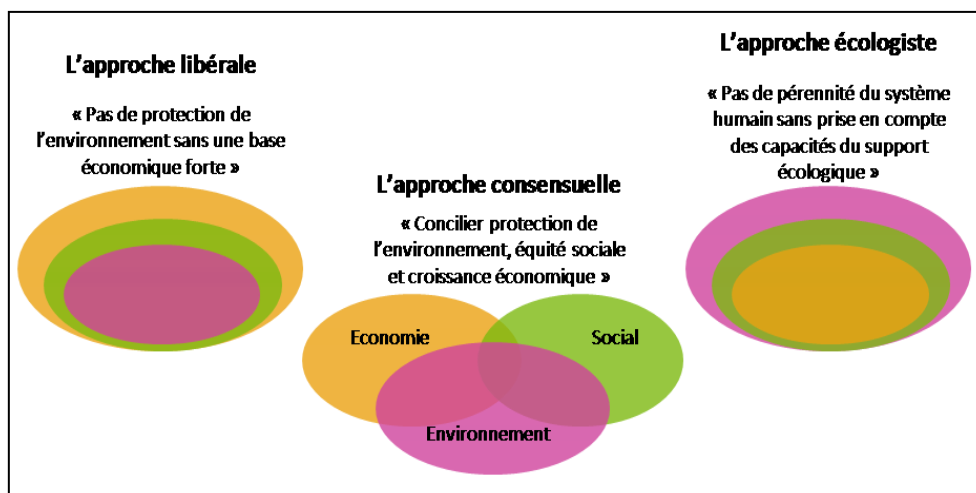 L'approche libérale
« Pas de protection de
l'environnement sans une base
économique forte »
L'approche consensuelle
« Concilier protection de
l'environnement, équité sociale
et croissance économique »
Economie
Social
Environnement
L'approche écologiste
« Pas de pérennité du système
humain sans prise en compte
des capacités du support
écologique »